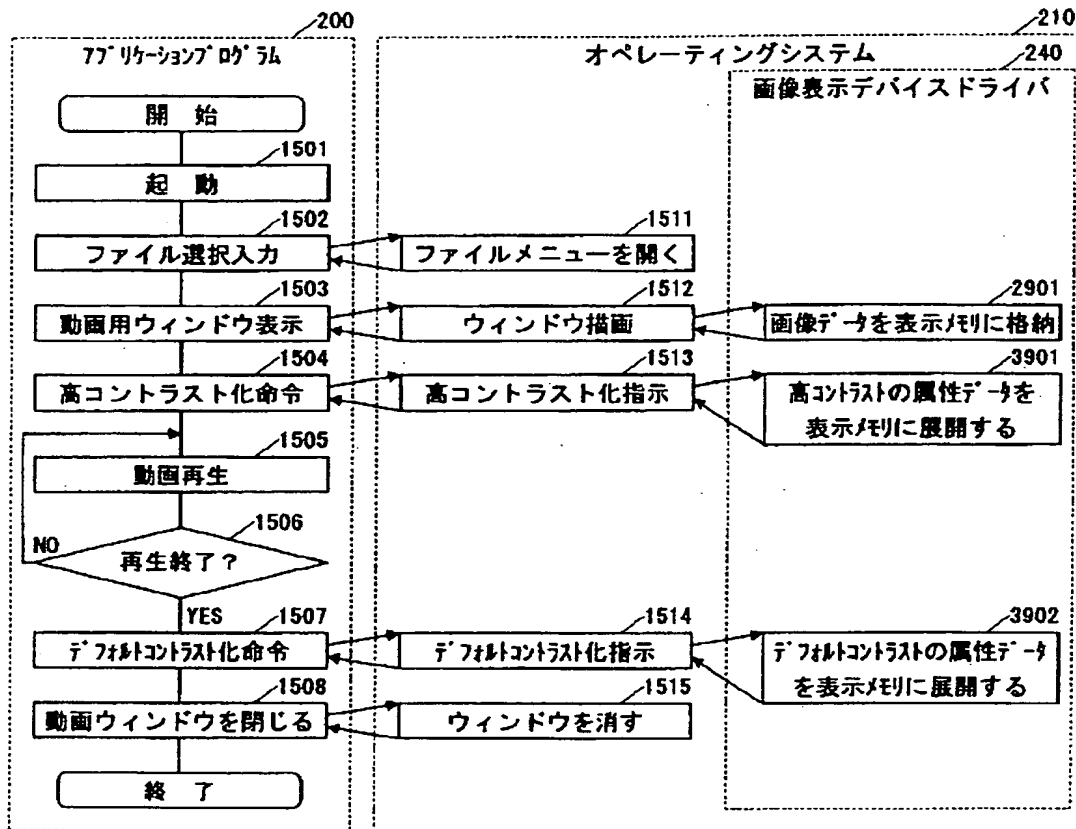 200
210
アプリケーションプログラム
オペレーティングシステム
240
画像表示デバイスドライバ
開 始
1501
起 動
1502
ファイル選択入力
1511
ファイルメニューを開く
1503
動画用ウィンドウ表示
1512
ウィンドウ描画
2901
画像データを表示メモリに格納
1504
高コントラスト化命令
1513
高コントラスト化指示
3901
高コントラストの属性データを
表示メモリに展開する
1505
動画再生
1506
再生終了?
NO
YES
1507
デフォルトコントラスト化命令
1514
デフォルトコントラスト化指示
3902
デフォルトコントラストの属性データ
を表示メモリに展開する
1508
動画ウィンドウを閉じる
1515
ウィンドウを消す
終 了